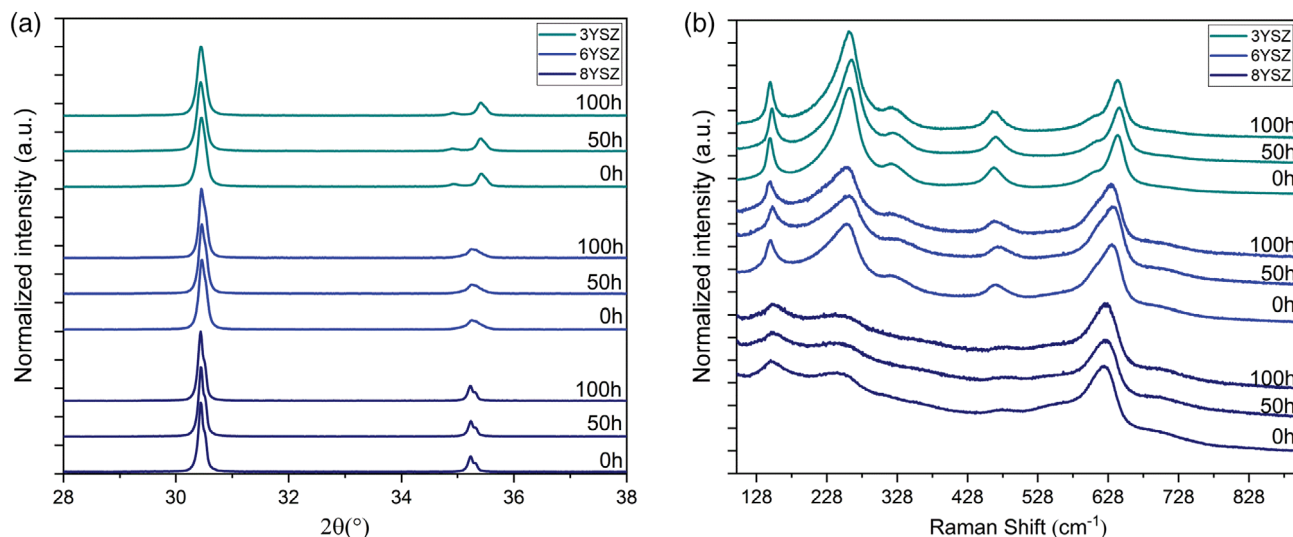 (a)
3YSZ
6YSZ
8YSZ
100h
50h
0h
100h
50h
0h
100h
50h
0h
Normalized intensity (a.u.)
28 30 32 34 36 38
2θ(°)
(b)
3YSZ
6YSZ
8YSZ
100h
50h
0h
100h
50h
0h
100h
50h
0h
Normalized intensity (a.u.)
128 228 328 428 528 628 728 828
Raman Shift (cm⁻¹)